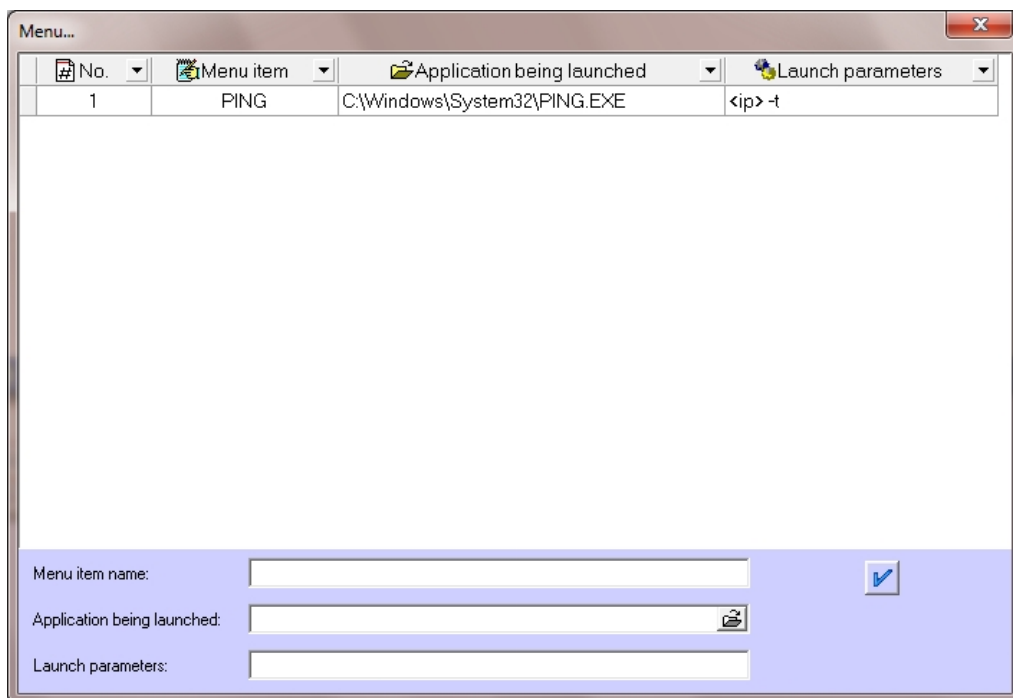 Menu...
No. Menu item Application being launched Launch parameters
1 PING C:\Windows\System32\PING.EXE <ip> -t
Menu item name:
Application being launched:
Launch parameters: